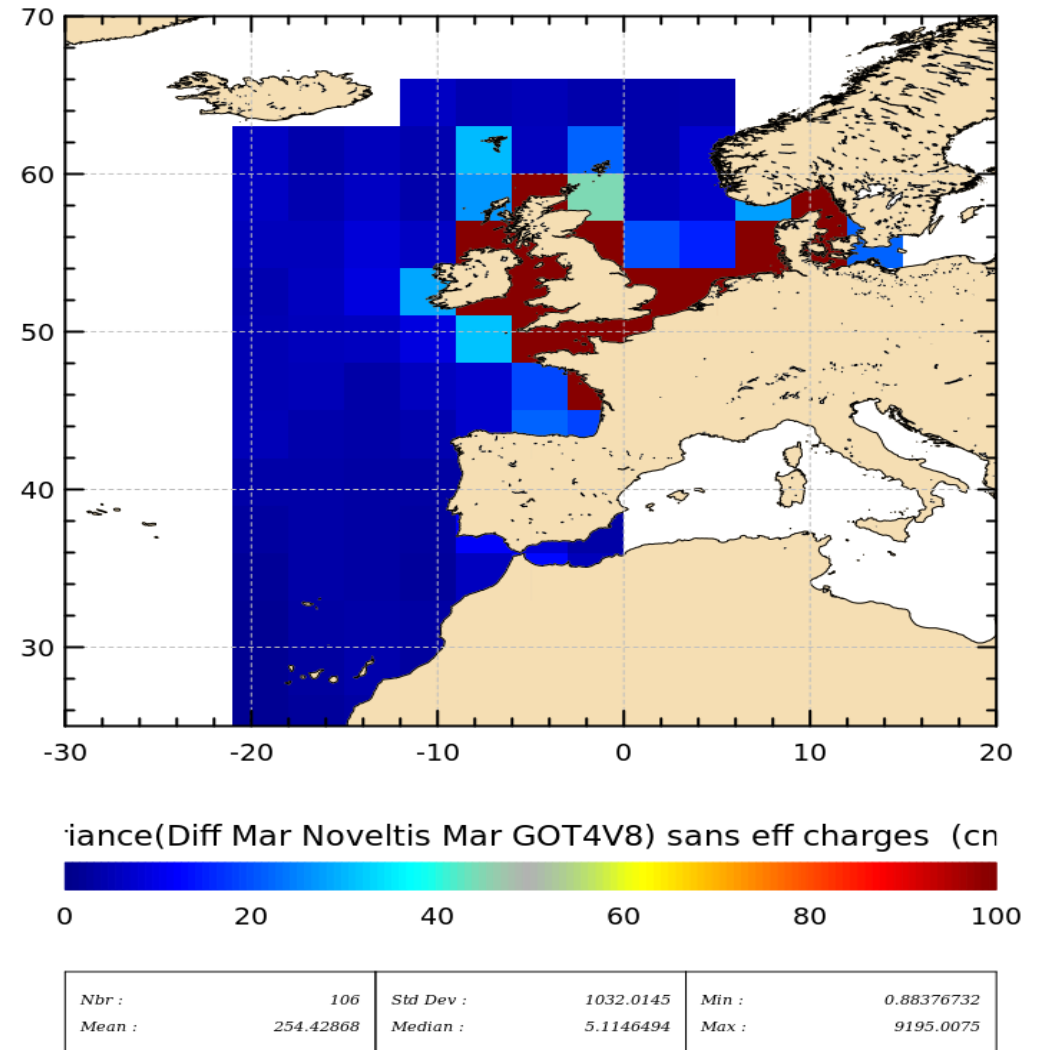 70
60
50
40
30
-30 -20 -10 0 10 20
iance(Diff Mar Noveltis Mar GOT4V8) sans eff charges (cm
0 20 40 60 80 100
Nbr : 106 Std Dev : 1032.0145 Min : 0.88376732
Mean : 254.42868 Median : 5.1146494 Max : 9195.0075